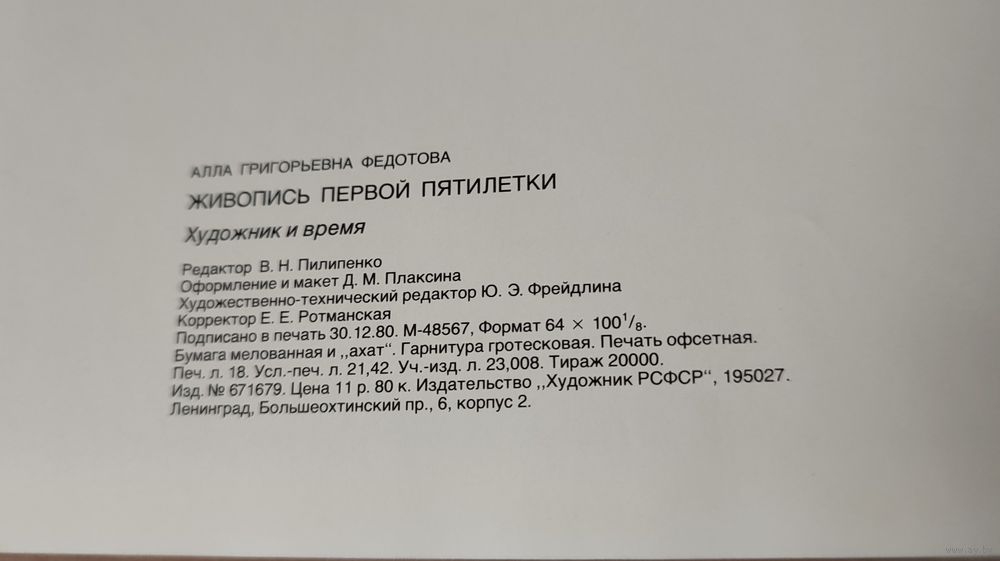 АЛЛА ГРИГОРЬЕВНА ФЕДОТОВА
ЖИВОПИСЬ ПЕРВОЙ ПЯТИЛЕТКИ
Художник и время
Редактор В. Н. Пилипенко
Оформление и макет Д. М. Плаксина
Художественно-технический редактор Ю. Э. Фрейдлина
Корректор Е. Е. Ротманская
Подписано в печать 30.12.80. М-48567, Формат 64 × 100¹/₈.
Бумага мелованная и ,,ахат“. Гарнитура гротесковая. Печать офсетная.
Печ. л. 18. Усл.-печ. л. 21,42. Уч.-изд. л. 23,008. Тираж 20000.
Изд. № 671679. Цена 11 р. 80 к. Издательство ,,Художник РСФСР“, 195027.
Ленинград, Большеохтинский пр., 6, корпус 2.